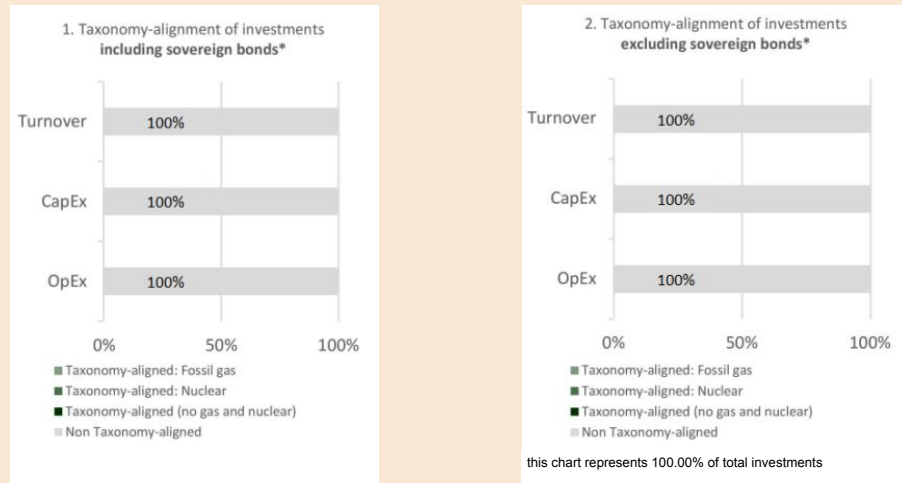 1. Taxonomy-alignment of investments
including sovereign bonds*
Turnover
100%
CapEx
100%
OpEx
100%
0%
50%
100%
Taxonomy-aligned: Fossil gas
Taxonomy-aligned: Nuclear
Taxonomy-aligned (no gas and nuclear)
Non Taxonomy-aligned
2. Taxonomy-alignment of investments
excluding sovereign bonds*
Turnover
100%
CapEx
100%
OpEx
100%
0%
50%
100%
Taxonomy-aligned: Fossil gas
Taxonomy-aligned: Nuclear
Taxonomy-aligned (no gas and nuclear)
Non Taxonomy-aligned
this chart represents 100.00% of total investments